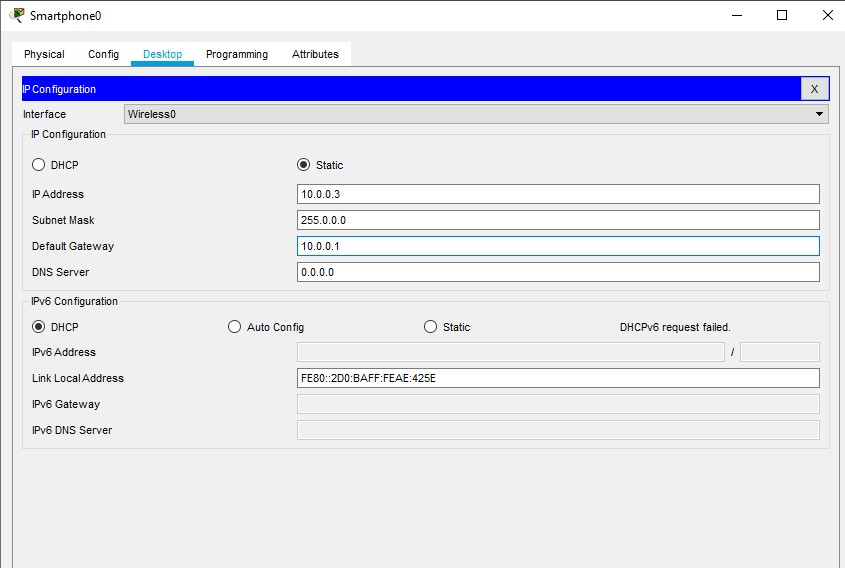 Smartphone0
Physical Config Desktop Programming Attributes
IP Configuration X
Interface Wireless0
IP Configuration
DHCP Static
IP Address 10.0.0.3
Subnet Mask 255.0.0.0
Default Gateway 10.0.0.1
DNS Server 0.0.0.0
IPv6 Configuration
DHCP Auto Config Static DHCPv6 request failed.
IPv6 Address /
Link Local Address FE80::2D0:BAFF:FEAE:425E
IPv6 Gateway
IPv6 DNS Server